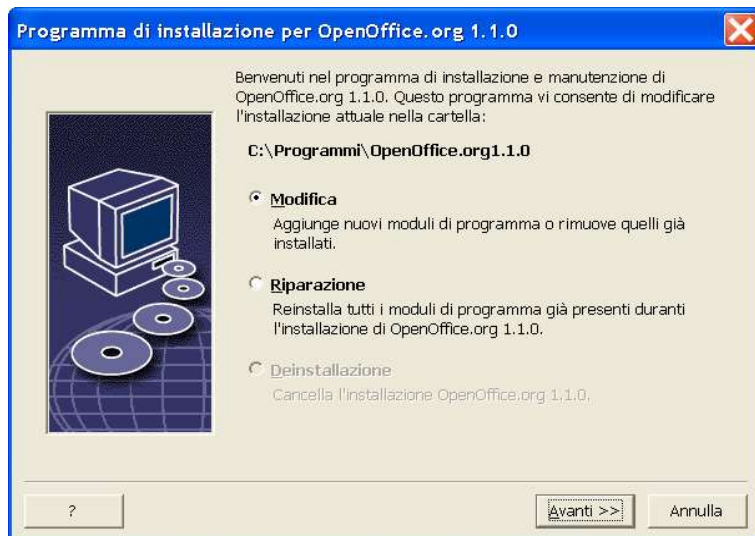 Programma di installazione per OpenOffice.org 1.1.0
Benvenuti nel programma di installazione e manutenzione di
OpenOffice.org 1.1.0. Questo programma vi consente di modificare
l'installazione attuale nella cartella:
C:\Programmi\OpenOffice.org1.1.0
Modifica
Aggiunge nuovi moduli di programma o rimuove quelli già
installati.
Riparazione
Reinstalla tutti i moduli di programma già presenti duranti
l'installazione di OpenOffice.org 1.1.0.
Deinstallazione
Cancella l'installazione OpenOffice.org 1.1.0.
?
Avanti >>
Annulla